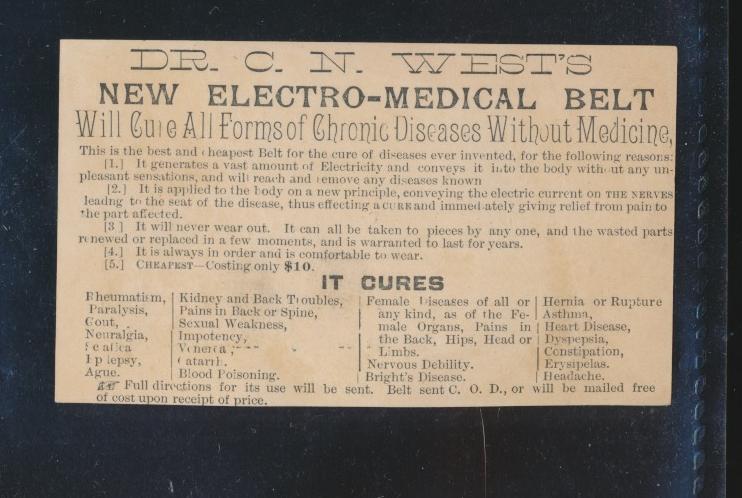 DR. C. N. WEST'S
NEW ELECTRO-MEDICAL BELT
Will Cure All Forms of Chronic Diseases Without Medicine,
This is the best and cheapest Belt for the cure of diseases ever invented, for the following reasons:
[1.] It generates a vast amount of Electricity and conveys it into the body without any un-
pleasant sensations, and will reach and remove any diseases known
[2.] It is applied to the body on a new principle, conveying the electric current on THE NERVES
leadng to the seat of the disease, thus effecting a CURE and immediately giving relief from pain to
the part affected.
[3] It will never wear out. It can all be taken to pieces by any one, and the wasted parts
renewed or replaced in a few moments, and is warranted to last for years.
[4.] It is always in order and is comfortable to wear.
[5.] CHEAPEST—Costing only $10.
IT CURES
Rheumatism,
Paralysis,
Gout,
Neuralgia,
Sciatica
Epilepsy,
Ague.
Kidney and Back Troubles,
Pains in Back or Spine,
Sexual Weakness,
Impotency,
Catarrh.
Blood Poisoning.
Female Diseases of all or
any kind, as of the Fe-
male Organs, Pains in
the Back, Hips, Head or
Limbs.
Nervous Debility.
Bright's Disease.
Hernia or Rupture
Asthma,
Heart Disease,
Dyspepsia,
Constipation,
Erysipelas.
Headache.
☞ Full directions for its use will be sent. Belt sent C. O. D., or will be mailed free
of cost upon receipt of price.